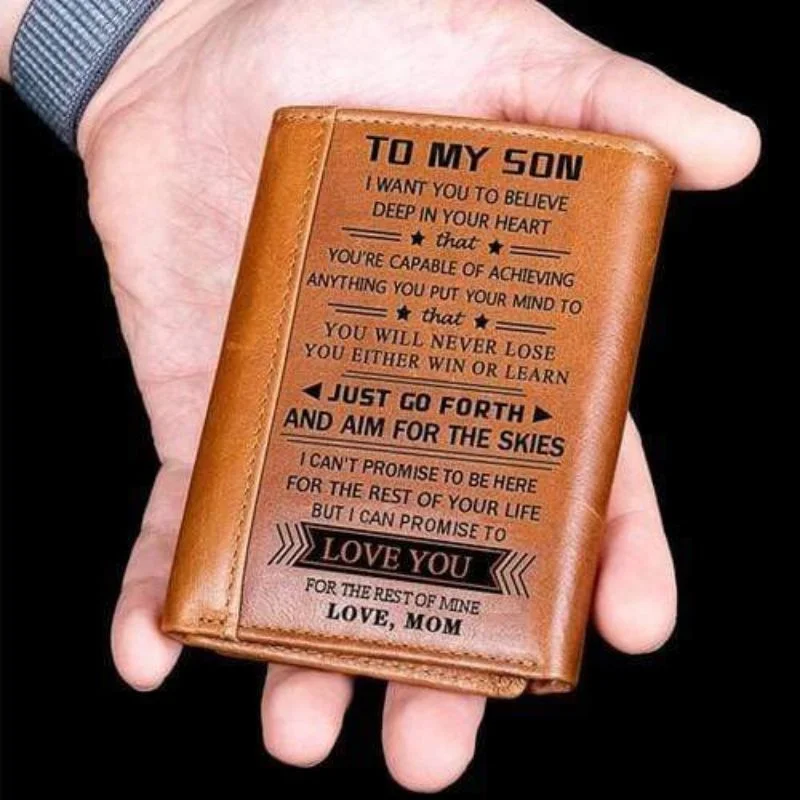 TO MY SON
I WANT YOU TO BELIEVE
DEEP IN YOUR HEART
that
YOU'RE CAPABLE OF ACHIEVING
ANYTHING YOU PUT YOUR MIND TO
that
YOU WILL NEVER LOSE
YOU EITHER WIN OR LEARN
JUST GO FORTH
AND AIM FOR THE SKIES
I CAN'T PROMISE TO BE HERE
FOR THE REST OF YOUR LIFE
BUT I CAN PROMISE TO
LOVE YOU
FOR THE REST OF MINE
LOVE, MOM